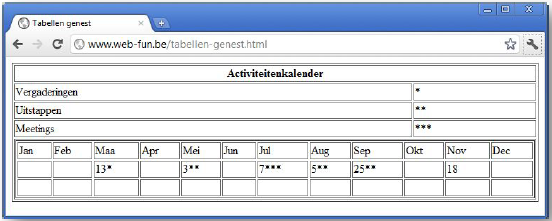 Tabellen genest
www.web-fun.be/tabellen-genest.html
Activiteitenkalender
Vergaderingen *
Uitstappen **
Meetings ***
Jan Feb Maa Apr Mei Jun Jul Aug Sep Okt Nov Dec
13* 3** 7*** 5** 25** 18